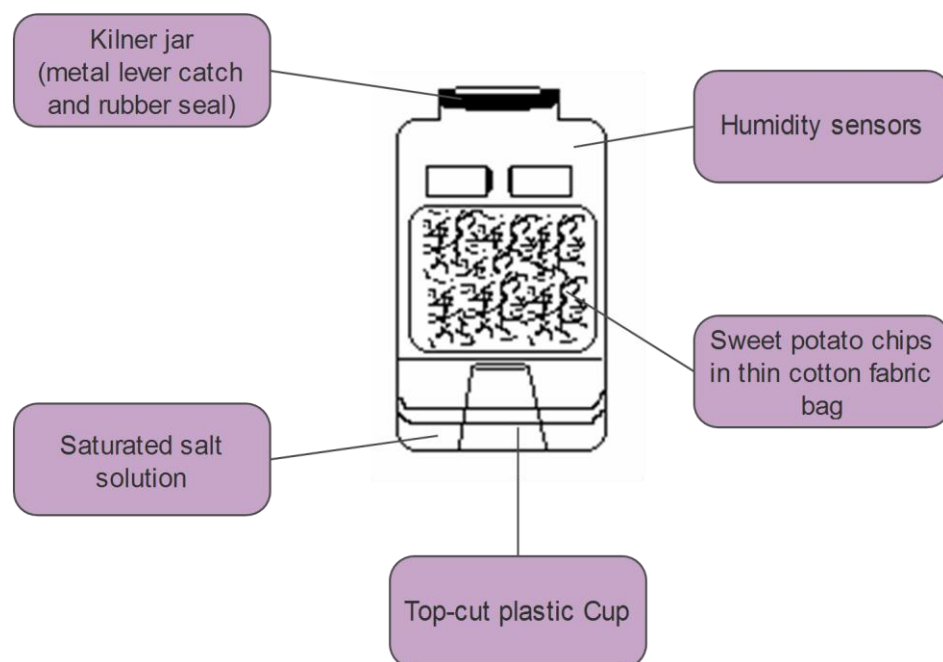 Kilner jar
(metal lever catch
and rubber seal)
Humidity sensors
Sweet potato chips
in thin cotton fabric
bag
Saturated salt
solution
Top-cut plastic Cup